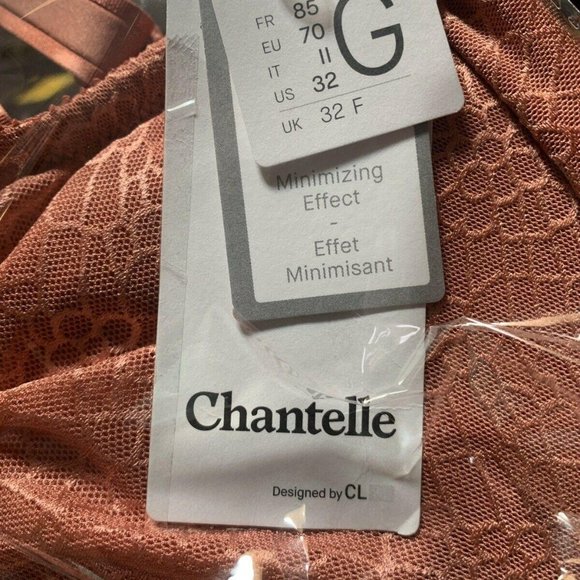 FR 85
EU 70
IT II
US 32
G
UK 32 F
Minimizing
Effect
-
Effet
Minimisant
Chantelle
Designed by CL